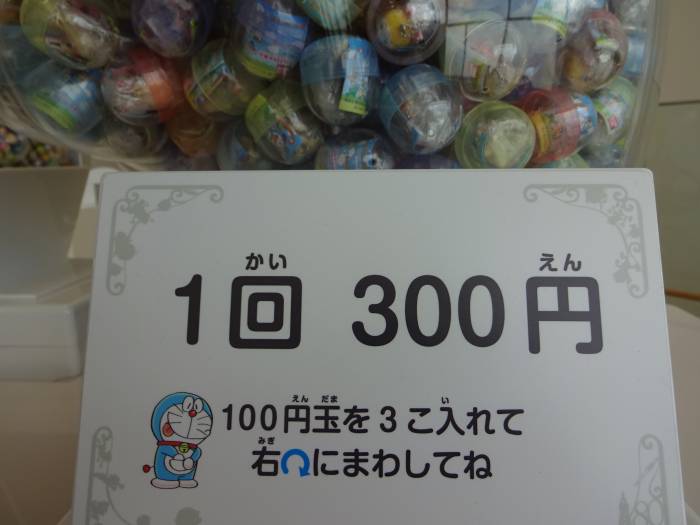 かい えん
1回 300円
えん だま い
100円玉を3こ入れて
みぎ
右にまわしてね